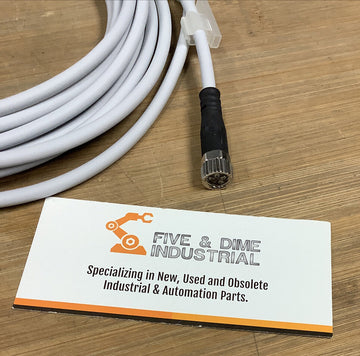 FIVE & DIME
INDUSTRIAL
Specializing in New, Used and Obsolete
Industrial & Automation Parts.